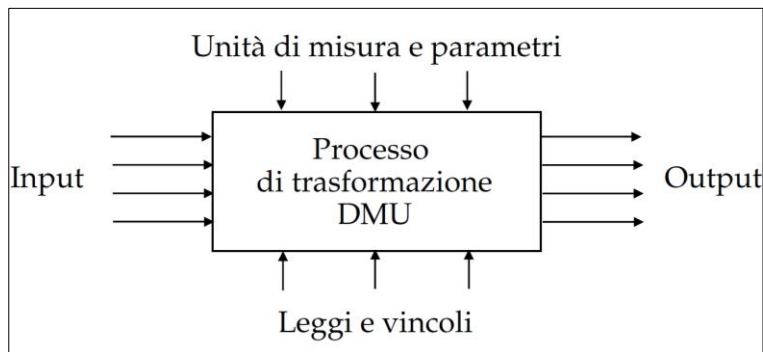 Unità di misura e parametri
Input
Processo
di trasformazione
DMU
Output
Leggi e vincoli